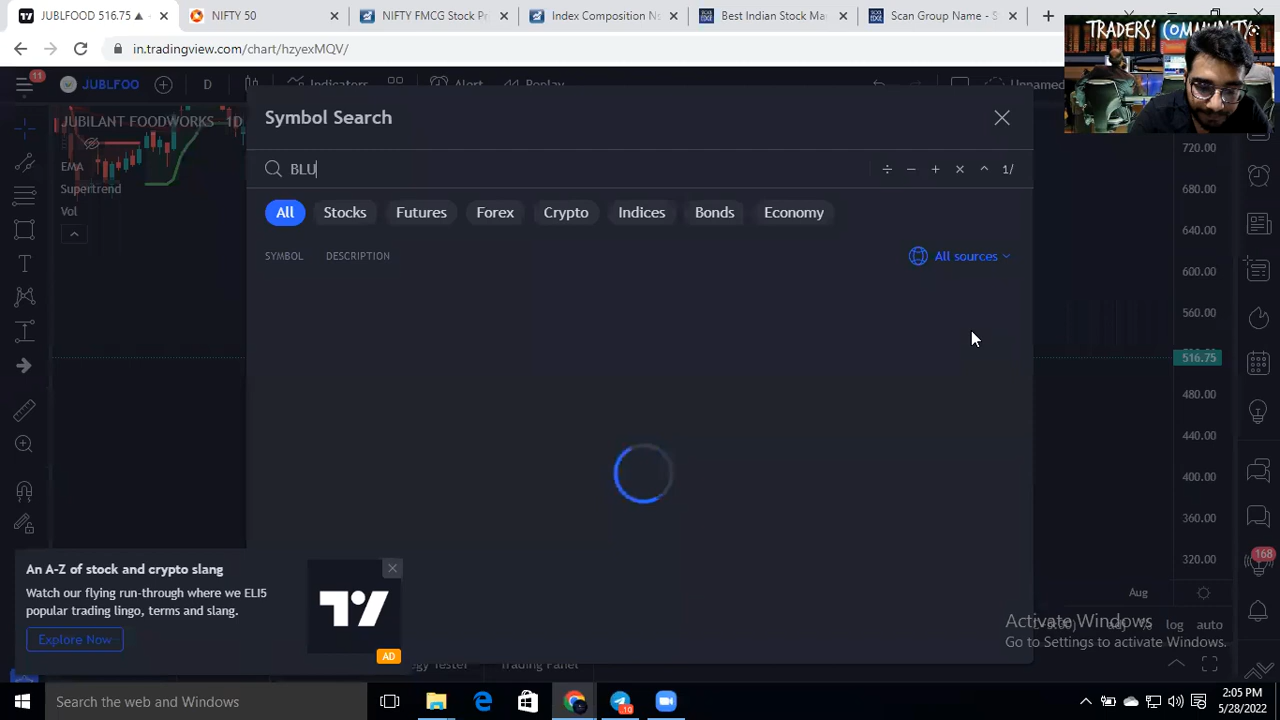 JUBLFOOD 516.75 ▲
NIFTY 50
NIFTY FMCG Stock P
Index Composition N
Best Indian Stock Ma
Scan Group Name - S
in.tradingview.com/chart/hzyexMQV/
TRADERS' COMMUNITY
11
JUBLFOO
D
Indicators
Replay
Unnamed
Symbol Search
JUBILANT FOODWORKS 1D
BLU
÷ − + × ^ 1/
EMA
Supertrend
Vol
All
Stocks
Futures
Forex
Crypto
Indices
Bonds
Economy
SYMBOL
DESCRIPTION
All sources
720.00
680.00
640.00
600.00
560.00
516.75
480.00
440.00
400.00
360.00
320.00
Aug
168
An A-Z of stock and crypto slang
Watch our flying run-through where we ELI5
popular trading lingo, terms and slang.
Explore Now
AD
Activate Windows
Go to Settings to activate Windows.
log
auto
Trading Panel
Search the web and Windows
10
2:05 PM
5/28/2022